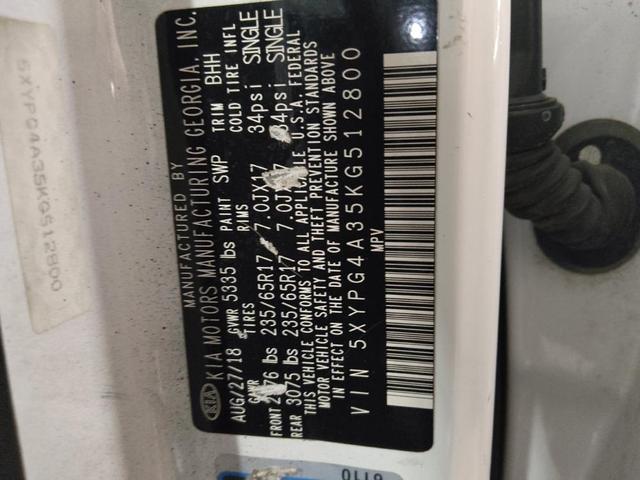 MANUFACTURED BY
KIA KIA MOTORS MANUFACTURING GEORGIA, INC.
AUG/27/18 GVWR 5335 lbs PAINT SWP TRIM BHH
GAWR TIRES RIMS COLD TIRE INFL
FRONT lbs 235/65R17 7.0JX17 34psi SINGLE
REAR 3075 lbs 235/65R17 7.0JX17 34psi SINGLE
THIS VEHICLE CONFORMS TO ALL APPLICABLE U.S.A. FEDERAL
MOTOR VEHICLE SAFETY AND THEFT PREVENTION STANDARDS
IN EFFECT ON THE DATE OF MANUFACTURE SHOWN ABOVE
VIN 5XYPG4A35KG512800
MPV
5XYPG4A35KG512800